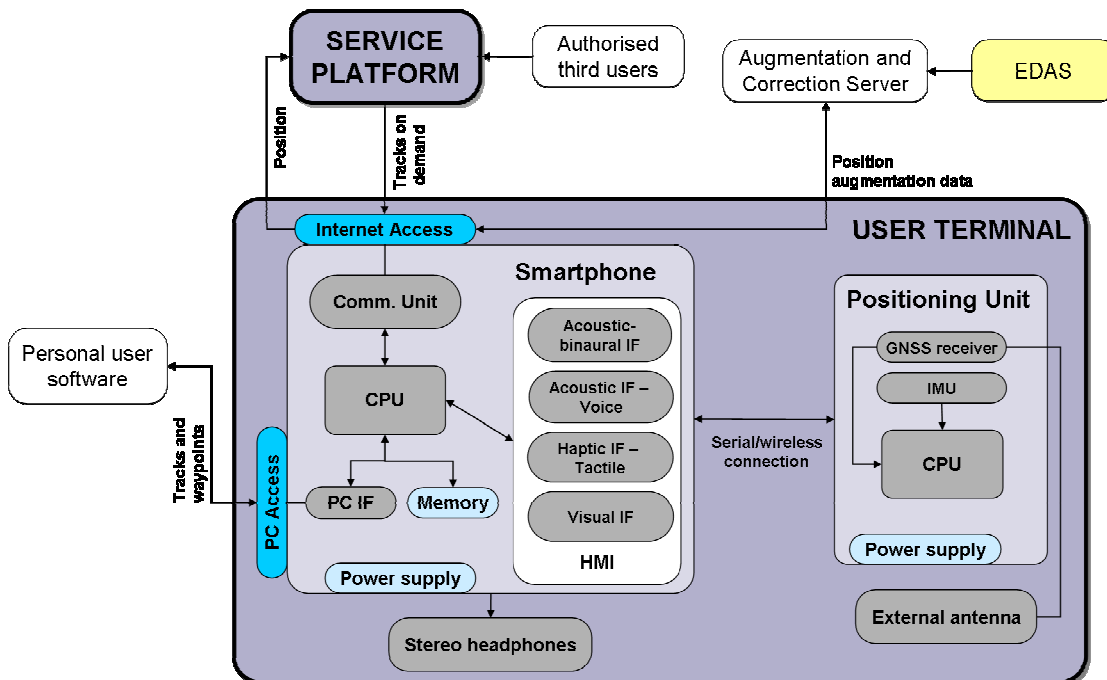 SERVICE
PLATFORM
Authorised
third users
Augmentation and
Correction Server
EDAS
Position
Tracks on
demand
Position
augmentation data
Internet Access
USER TERMINAL
Smartphone
Comm. Unit
CPU
PC IF
Memory
Power supply
Acoustic-
binaural IF
Acoustic IF –
Voice
Haptic IF –
Tactile
Visual IF
HMI
Personal user
software
Tracks and
waypoints
PC Access
Serial/wireless
connection
Positioning Unit
GNSS receiver
IMU
CPU
Power supply
External antenna
Stereo headphones